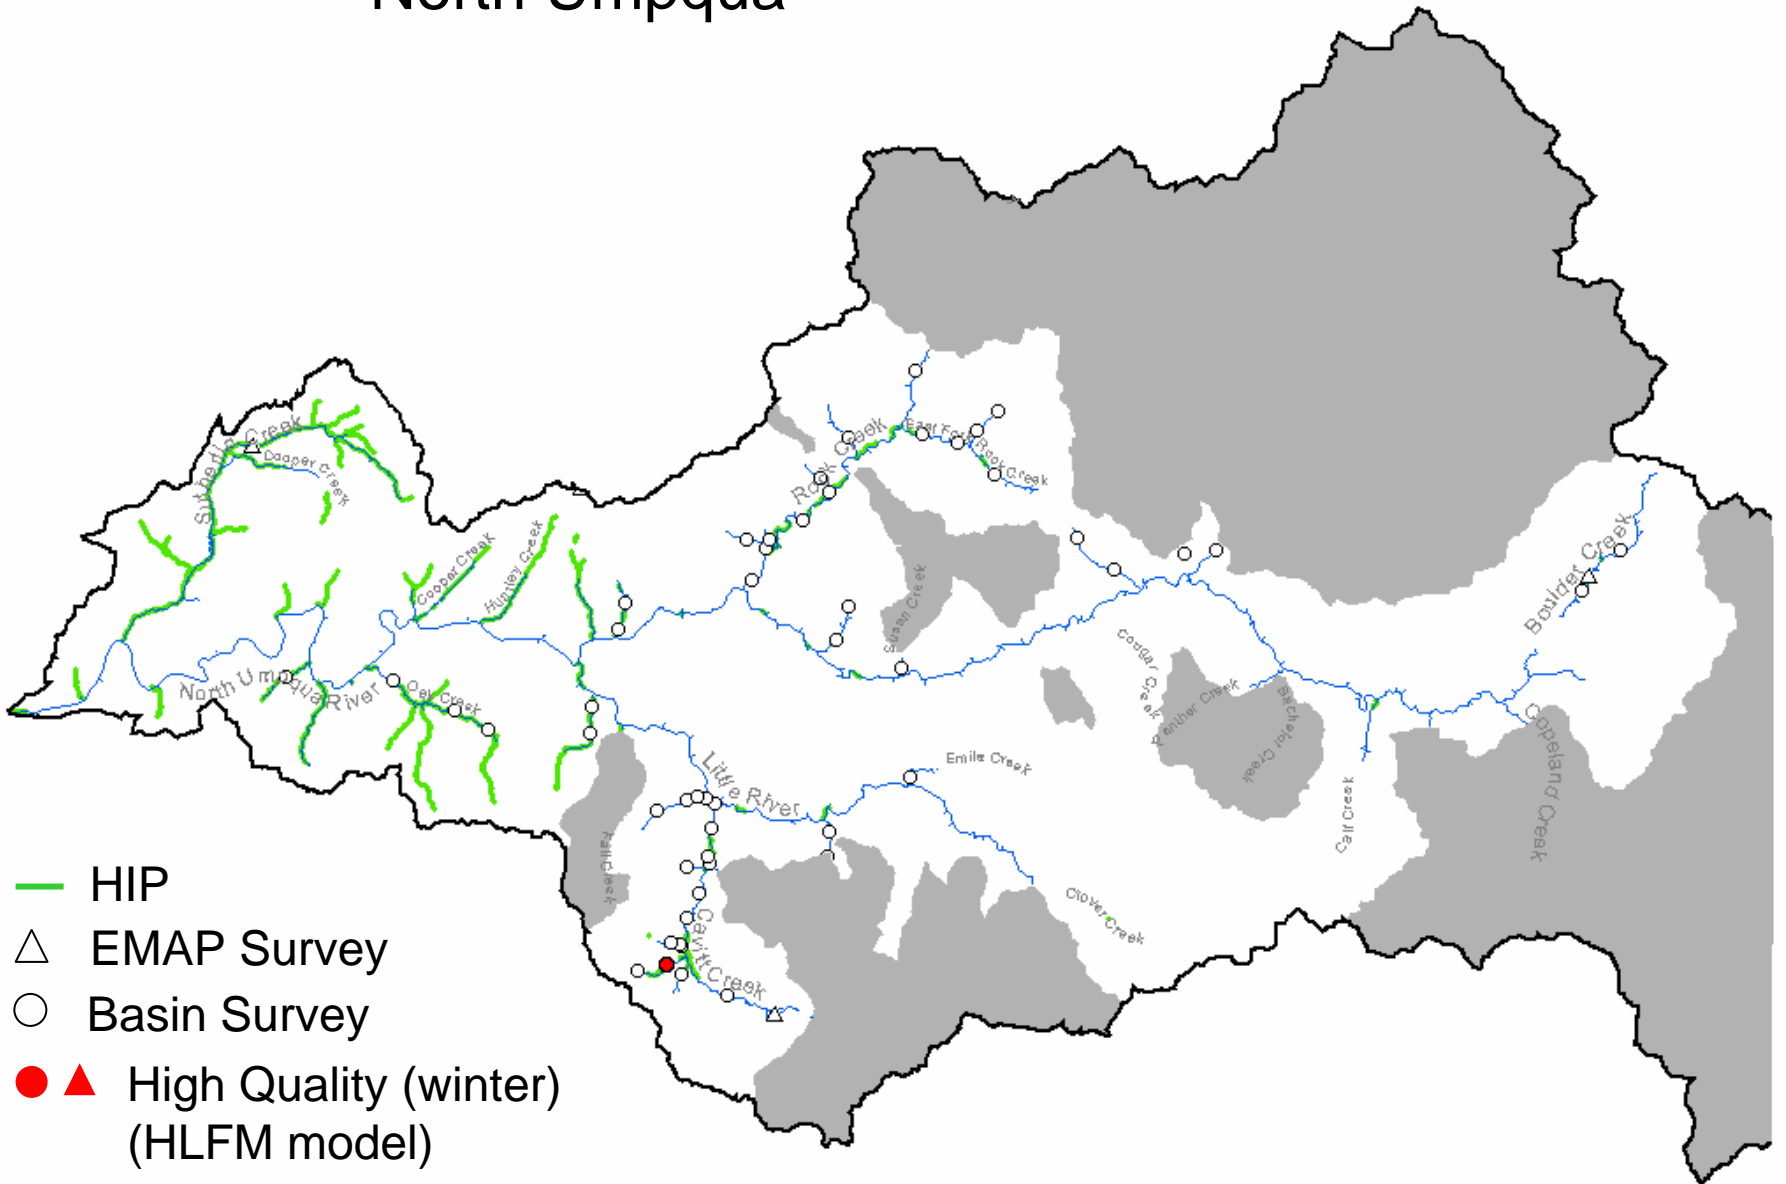 North Umpqua
Sutherlin Creek
Cooper Creek
Cooper Creek
Huntley Creek
Rock Creek
East Fork Rock Creek
Susan Creek
Boulder Creek
North Umpqua River
Oak Creek
Cougar Creek
Panther Creek
Bachelor Creek
Copeland Creek
Calf Creek
Little River
Emile Creek
Fall Creek
Clover Creek
Cavitt Creek
HIP
EMAP Survey
Basin Survey
High Quality (winter)
(HLFM model)